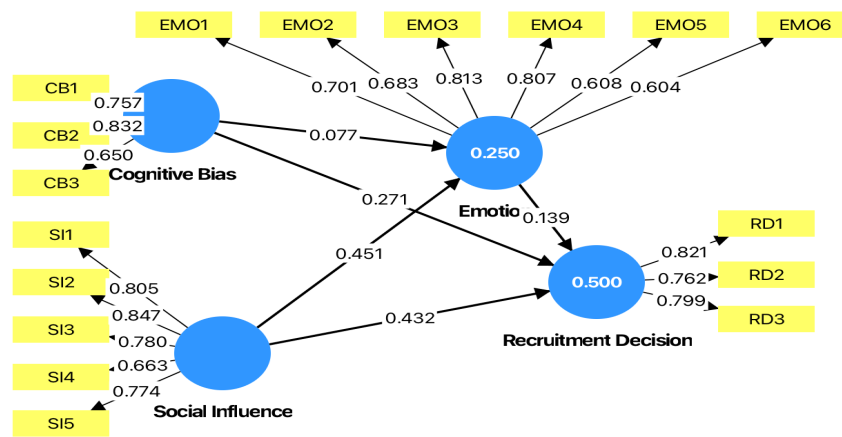 EMO1 EMO2 EMO3 EMO4 EMO5 EMO6
0.701 0.683 0.813 0.807 0.608 0.604
CB1
0.757
CB2
0.832
0.650
CB3
Cognitive Bias
0.077
0.250
0.271
0.139
SI1
0.805
SI2
0.847
SI3
0.780
SI4
0.663
0.774
SI5
Social Influence
0.451
0.432
0.500
Recruitment Decision
RD1
0.821
RD2
0.762
0.799
RD3